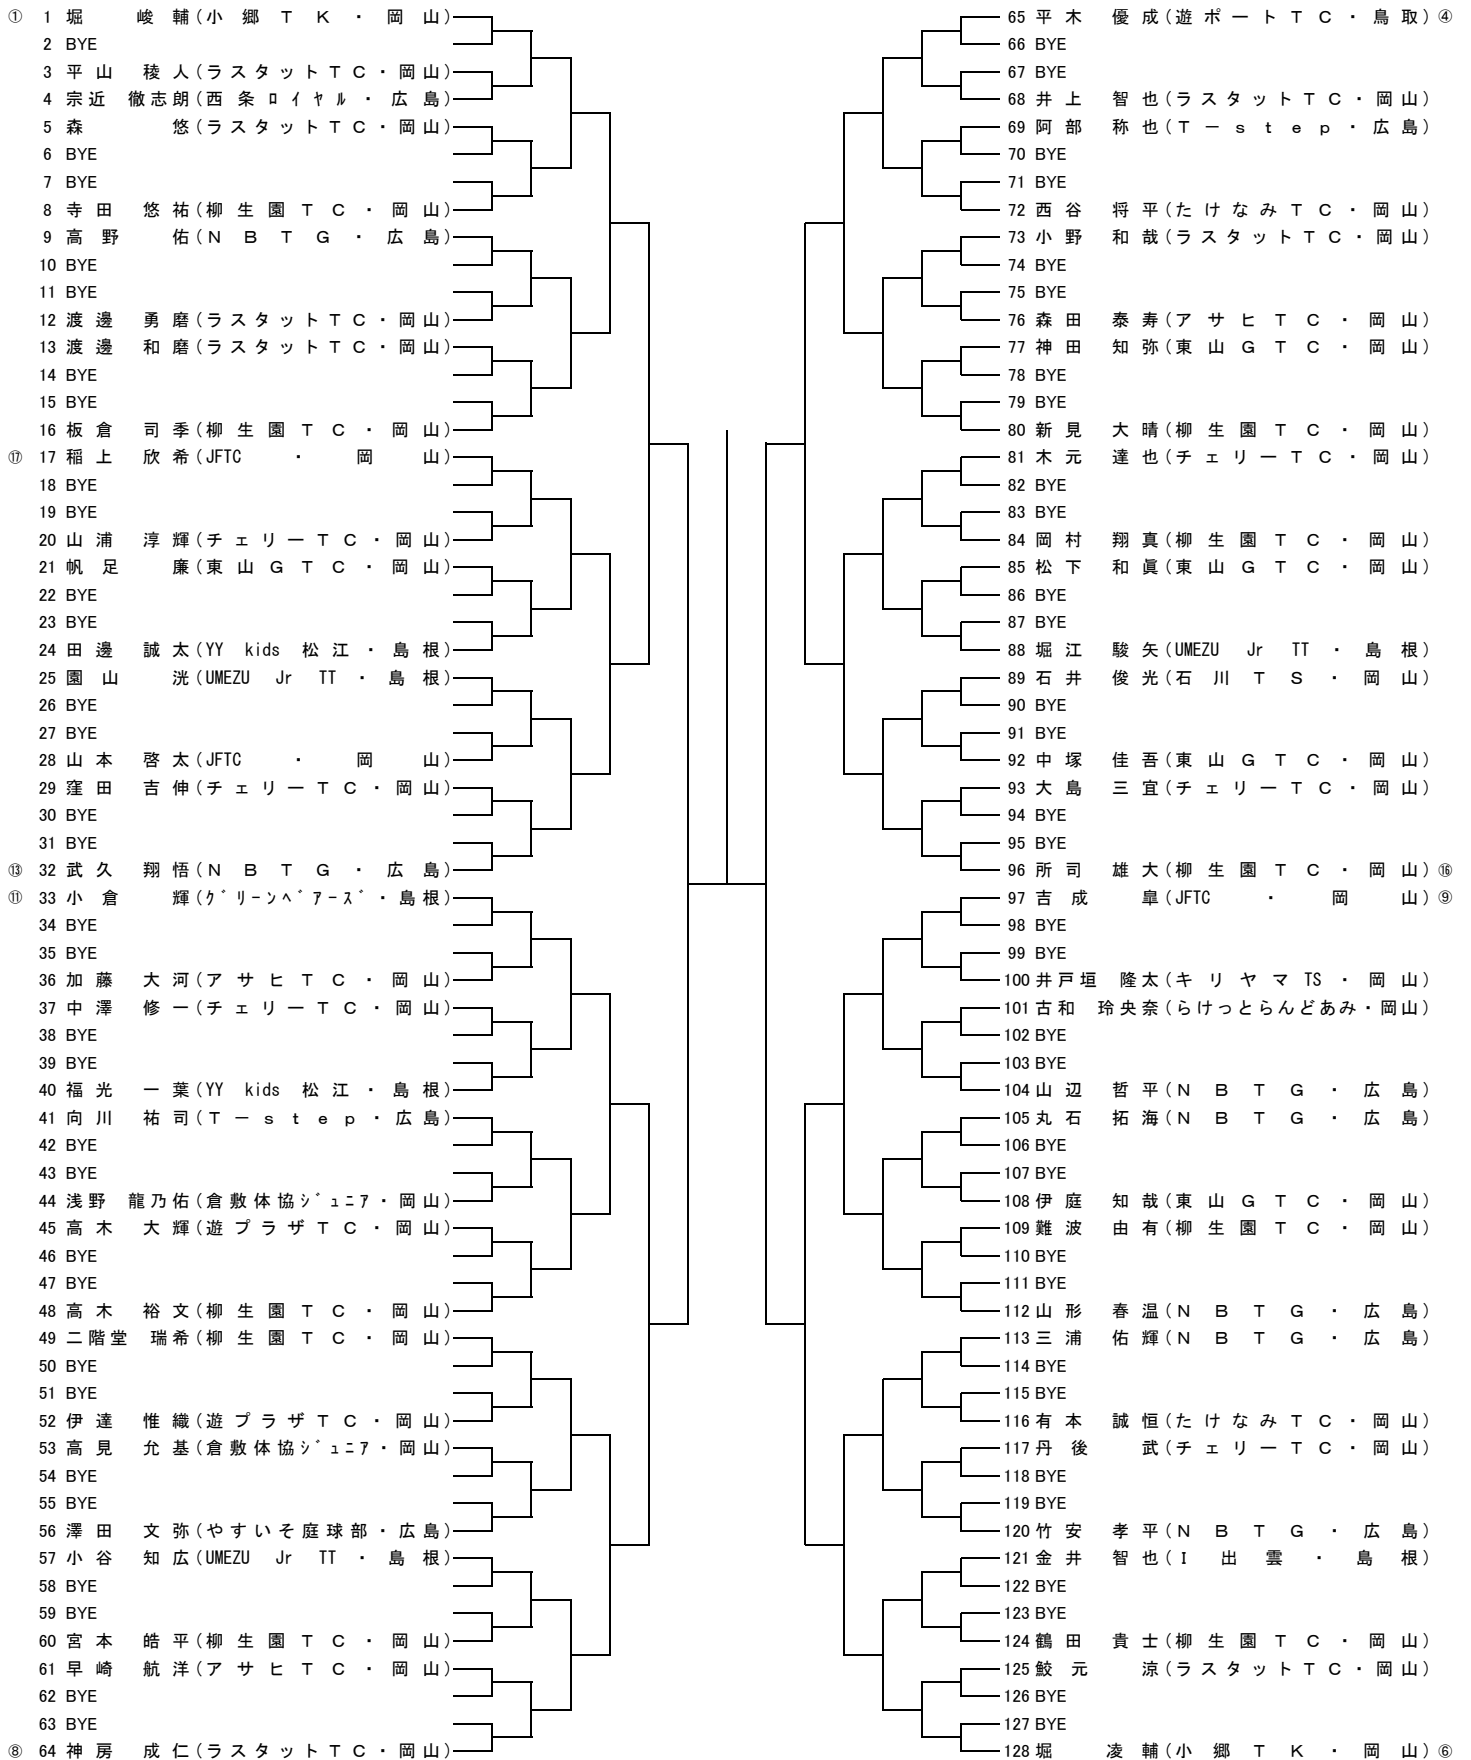 ① 1 堀 峻輔(小郷TK・岡山)
2 BYE
3 平山 稜人(ラスタットTC・岡山)
4 宗近 徹志朗(西条ﾛｲﾔﾙ・広島)
5 森 悠(ラスタットTC・岡山)
6 BYE
7 BYE
8 寺田 悠祐(柳生園TC・岡山)
9 高野 佑(NBTG・広島)
10 BYE
11 BYE
12 渡邊 勇磨(ラスタットTC・岡山)
13 渡邊 和磨(ラスタットTC・岡山)
14 BYE
15 BYE
16 板倉 司季(柳生園TC・岡山)
⑰ 17 稲上 欣希(JFTC・岡山)
18 BYE
19 BYE
20 山浦 淳輝(チェリーTC・岡山)
21 帆足 廉(東山GTC・岡山)
22 BYE
23 BYE
24 田邊 誠太(YY kids 松江・島根)
25 園山 洸(UMEZU Jr TT・島根)
26 BYE
27 BYE
28 山本 啓太(JFTC・岡山)
29 窪田 吉伸(チェリーTC・岡山)
30 BYE
31 BYE
⑬ 32 武久 翔悟(NBTG・広島)
⑪ 33 小倉 輝(ｸﾞﾘｰﾝﾍﾞｱｰｽﾞ・島根)
34 BYE
35 BYE
36 加藤 大河(アサヒTC・岡山)
37 中澤 修一(チェリーTC・岡山)
38 BYE
39 BYE
40 福光 一葉(YY kids 松江・島根)
41 向川 祐司(T－step・広島)
42 BYE
43 BYE
44 浅野 龍乃佑(倉敷体協ｼﾞｭﾆｱ・岡山)
45 高木 大輝(遊プラザTC・岡山)
46 BYE
47 BYE
48 高木 裕文(柳生園TC・岡山)
49 二階堂 瑞希(柳生園TC・岡山)
50 BYE
51 BYE
52 伊達 惟織(遊プラザTC・岡山)
53 高見 允基(倉敷体協ｼﾞｭﾆｱ・岡山)
54 BYE
55 BYE
56 澤田 文弥(やすいそ庭球部・広島)
57 小谷 知広(UMEZU Jr TT・島根)
58 BYE
59 BYE
60 宮本 皓平(柳生園TC・岡山)
61 早崎 航洋(アサヒTC・岡山)
62 BYE
63 BYE
⑧ 64 神房 成仁(ラスタットTC・岡山)
65 平木 優成(遊ポートTC・鳥取)④
66 BYE
67 BYE
68 井上 智也(ラスタットTC・岡山)
69 阿部 称也(T－step・広島)
70 BYE
71 BYE
72 西谷 将平(たけなみTC・岡山)
73 小野 和哉(ラスタットTC・岡山)
74 BYE
75 BYE
76 森田 泰寿(アサヒTC・岡山)
77 神田 知弥(東山GTC・岡山)
78 BYE
79 BYE
80 新見 大晴(柳生園TC・岡山)
81 木元 達也(チェリーTC・岡山)
82 BYE
83 BYE
84 岡村 翔真(柳生園TC・岡山)
85 松下 和眞(東山GTC・岡山)
86 BYE
87 BYE
88 堀江 駿矢(UMEZU Jr TT・島根)
89 石井 俊光(石川TS・岡山)
90 BYE
91 BYE
92 中塚 佳吾(東山GTC・岡山)
93 大島 三宜(チェリーTC・岡山)
94 BYE
95 BYE
96 所司 雄大(柳生園TC・岡山)⑯
97 吉成 皐(JFTC・岡山)⑨
98 BYE
99 BYE
100 井戸垣 隆太(キリヤマTS・岡山)
101 古和 玲央奈(らけっとらんどあみ・岡山)
102 BYE
103 BYE
104 山辺 哲平(NBTG・広島)
105 丸石 拓海(NBTG・広島)
106 BYE
107 BYE
108 伊庭 知哉(東山GTC・岡山)
109 難波 由有(柳生園TC・岡山)
110 BYE
111 BYE
112 山形 春温(NBTG・広島)
113 三浦 佑輝(NBTG・広島)
114 BYE
115 BYE
116 有本 誠恒(たけなみTC・岡山)
117 丹後 武(チェリーTC・岡山)
118 BYE
119 BYE
120 竹安 孝平(NBTG・広島)
121 金井 智也(I出雲・島根)
122 BYE
123 BYE
124 鶴田 貴士(柳生園TC・岡山)
125 鮫元 涼(ラスタットTC・岡山)
126 BYE
127 BYE
128 堀 凌輔(小郷TK・岡山)⑥